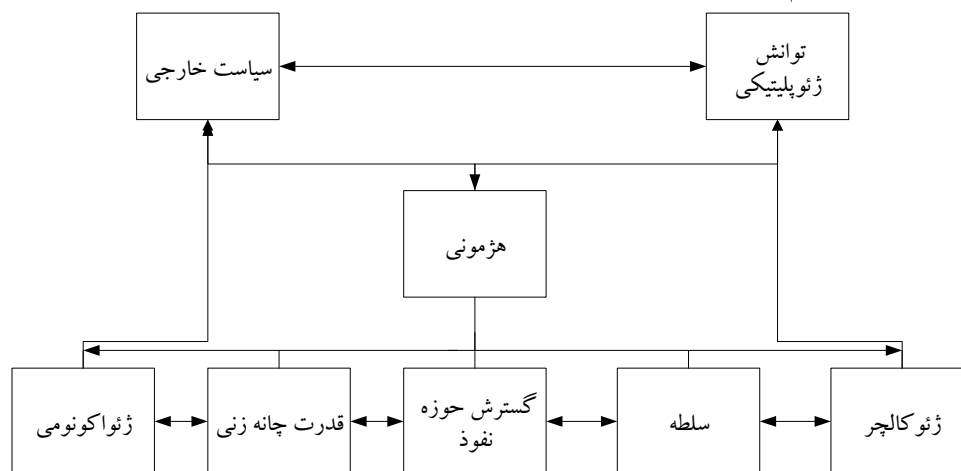 توانش
ژئوپلیتیکی
سیاست خارجی
هژمونی
ژئوکالچر
سلطه
گسترش حوزه
نفوذ
قدرت چانه زنی
ژئواکونومی